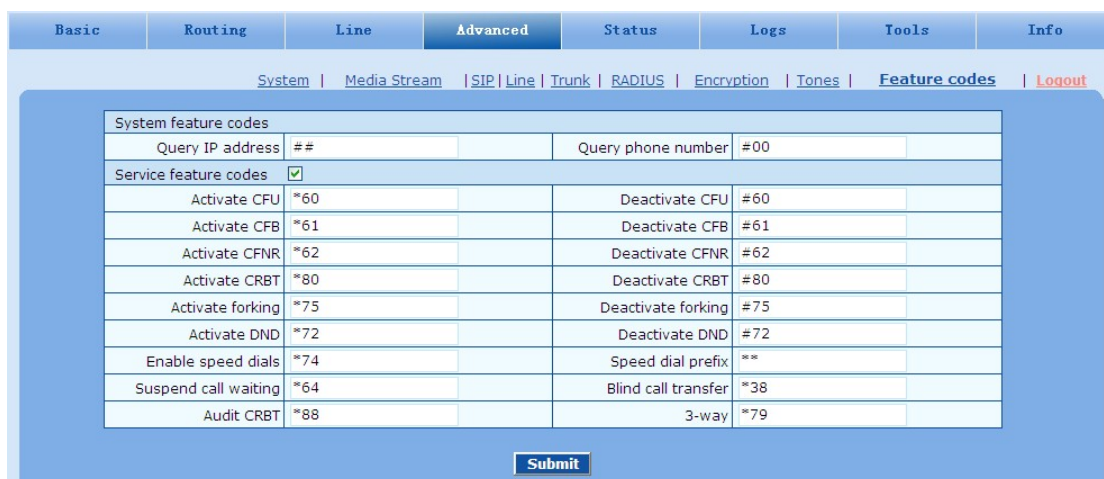 Basic Routing Line Advanced Status Logs Tools Info
System | Media Stream | SIP | Line | Trunk | RADIUS | Encryption | Tones | Feature codes | Logout
System feature codes
Query IP address ## Query phone number #00
Service feature codes
Activate CFU *60 Deactivate CFU #60
Activate CFB *61 Deactivate CFB #61
Activate CFNR *62 Deactivate CFNR #62
Activate CRBT *80 Deactivate CRBT #80
Activate forking *75 Deactivate forking #75
Activate DND *72 Deactivate DND #72
Enable speed dials *74 Speed dial prefix **
Suspend call waiting *64 Blind call transfer *38
Audit CRBT *88 3-way *79
Submit